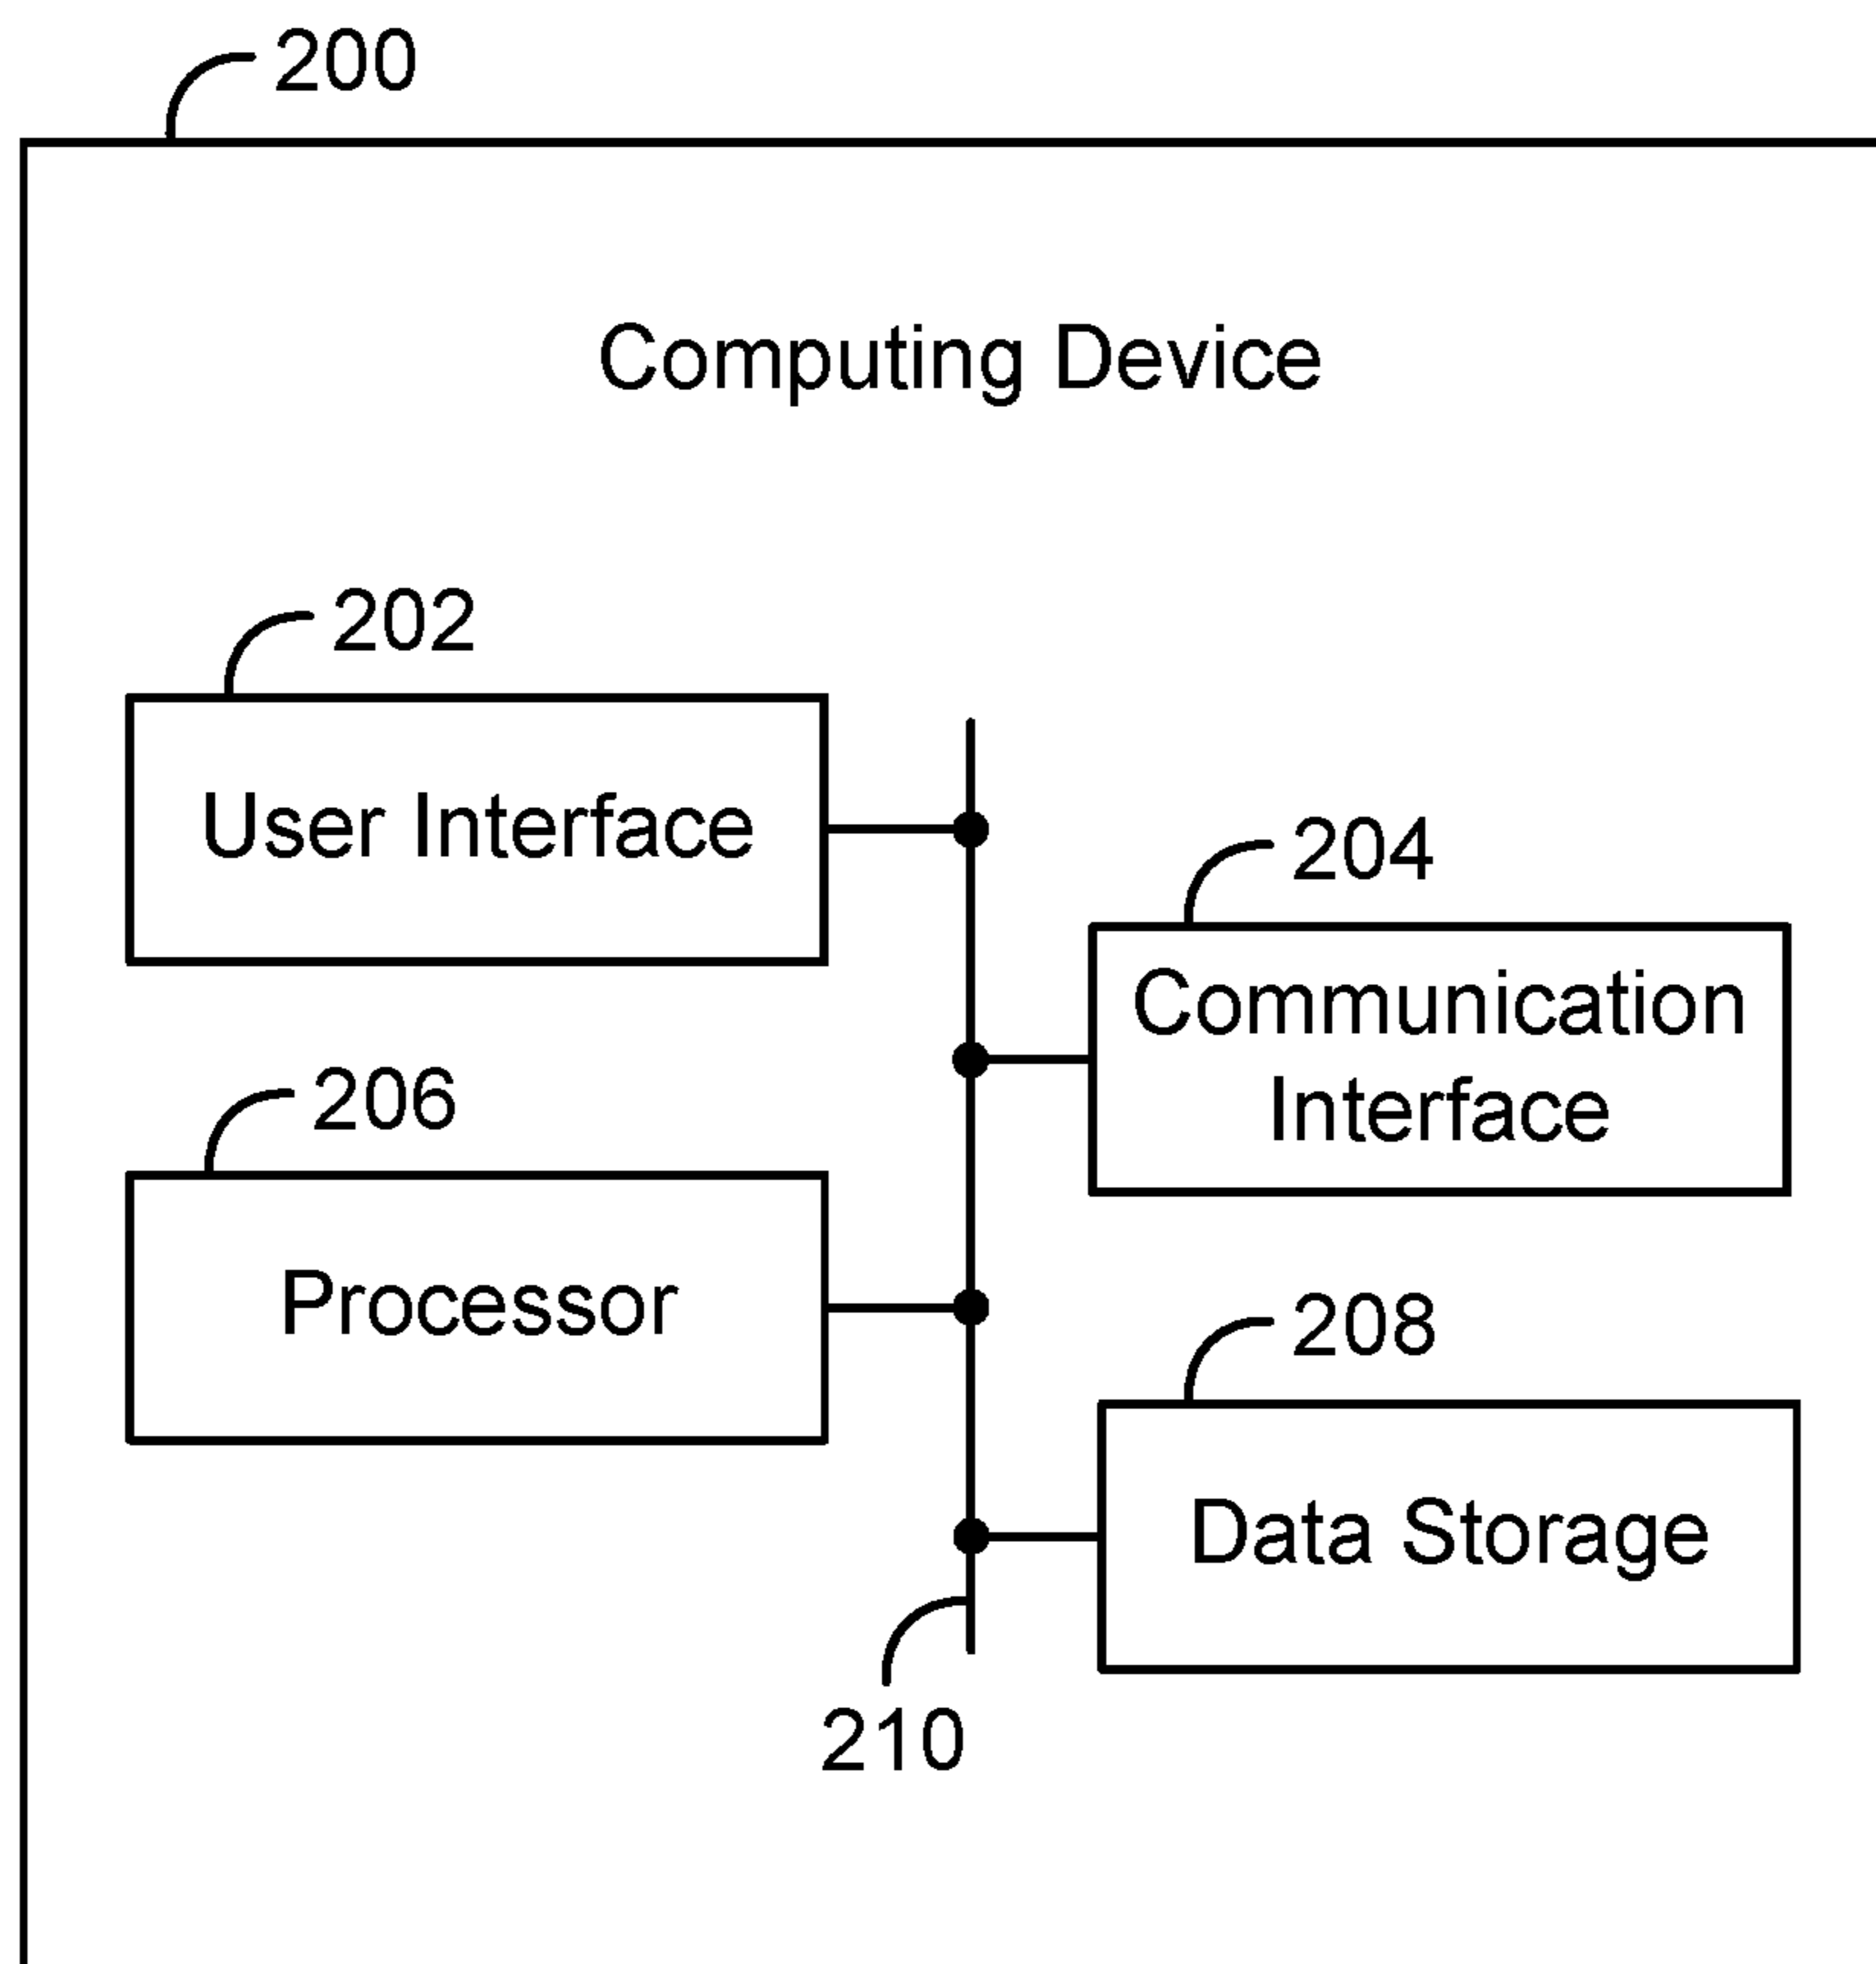 200
Computing Device
202
User Interface
204
Communication
Interface
206
Processor
208
Data Storage
210